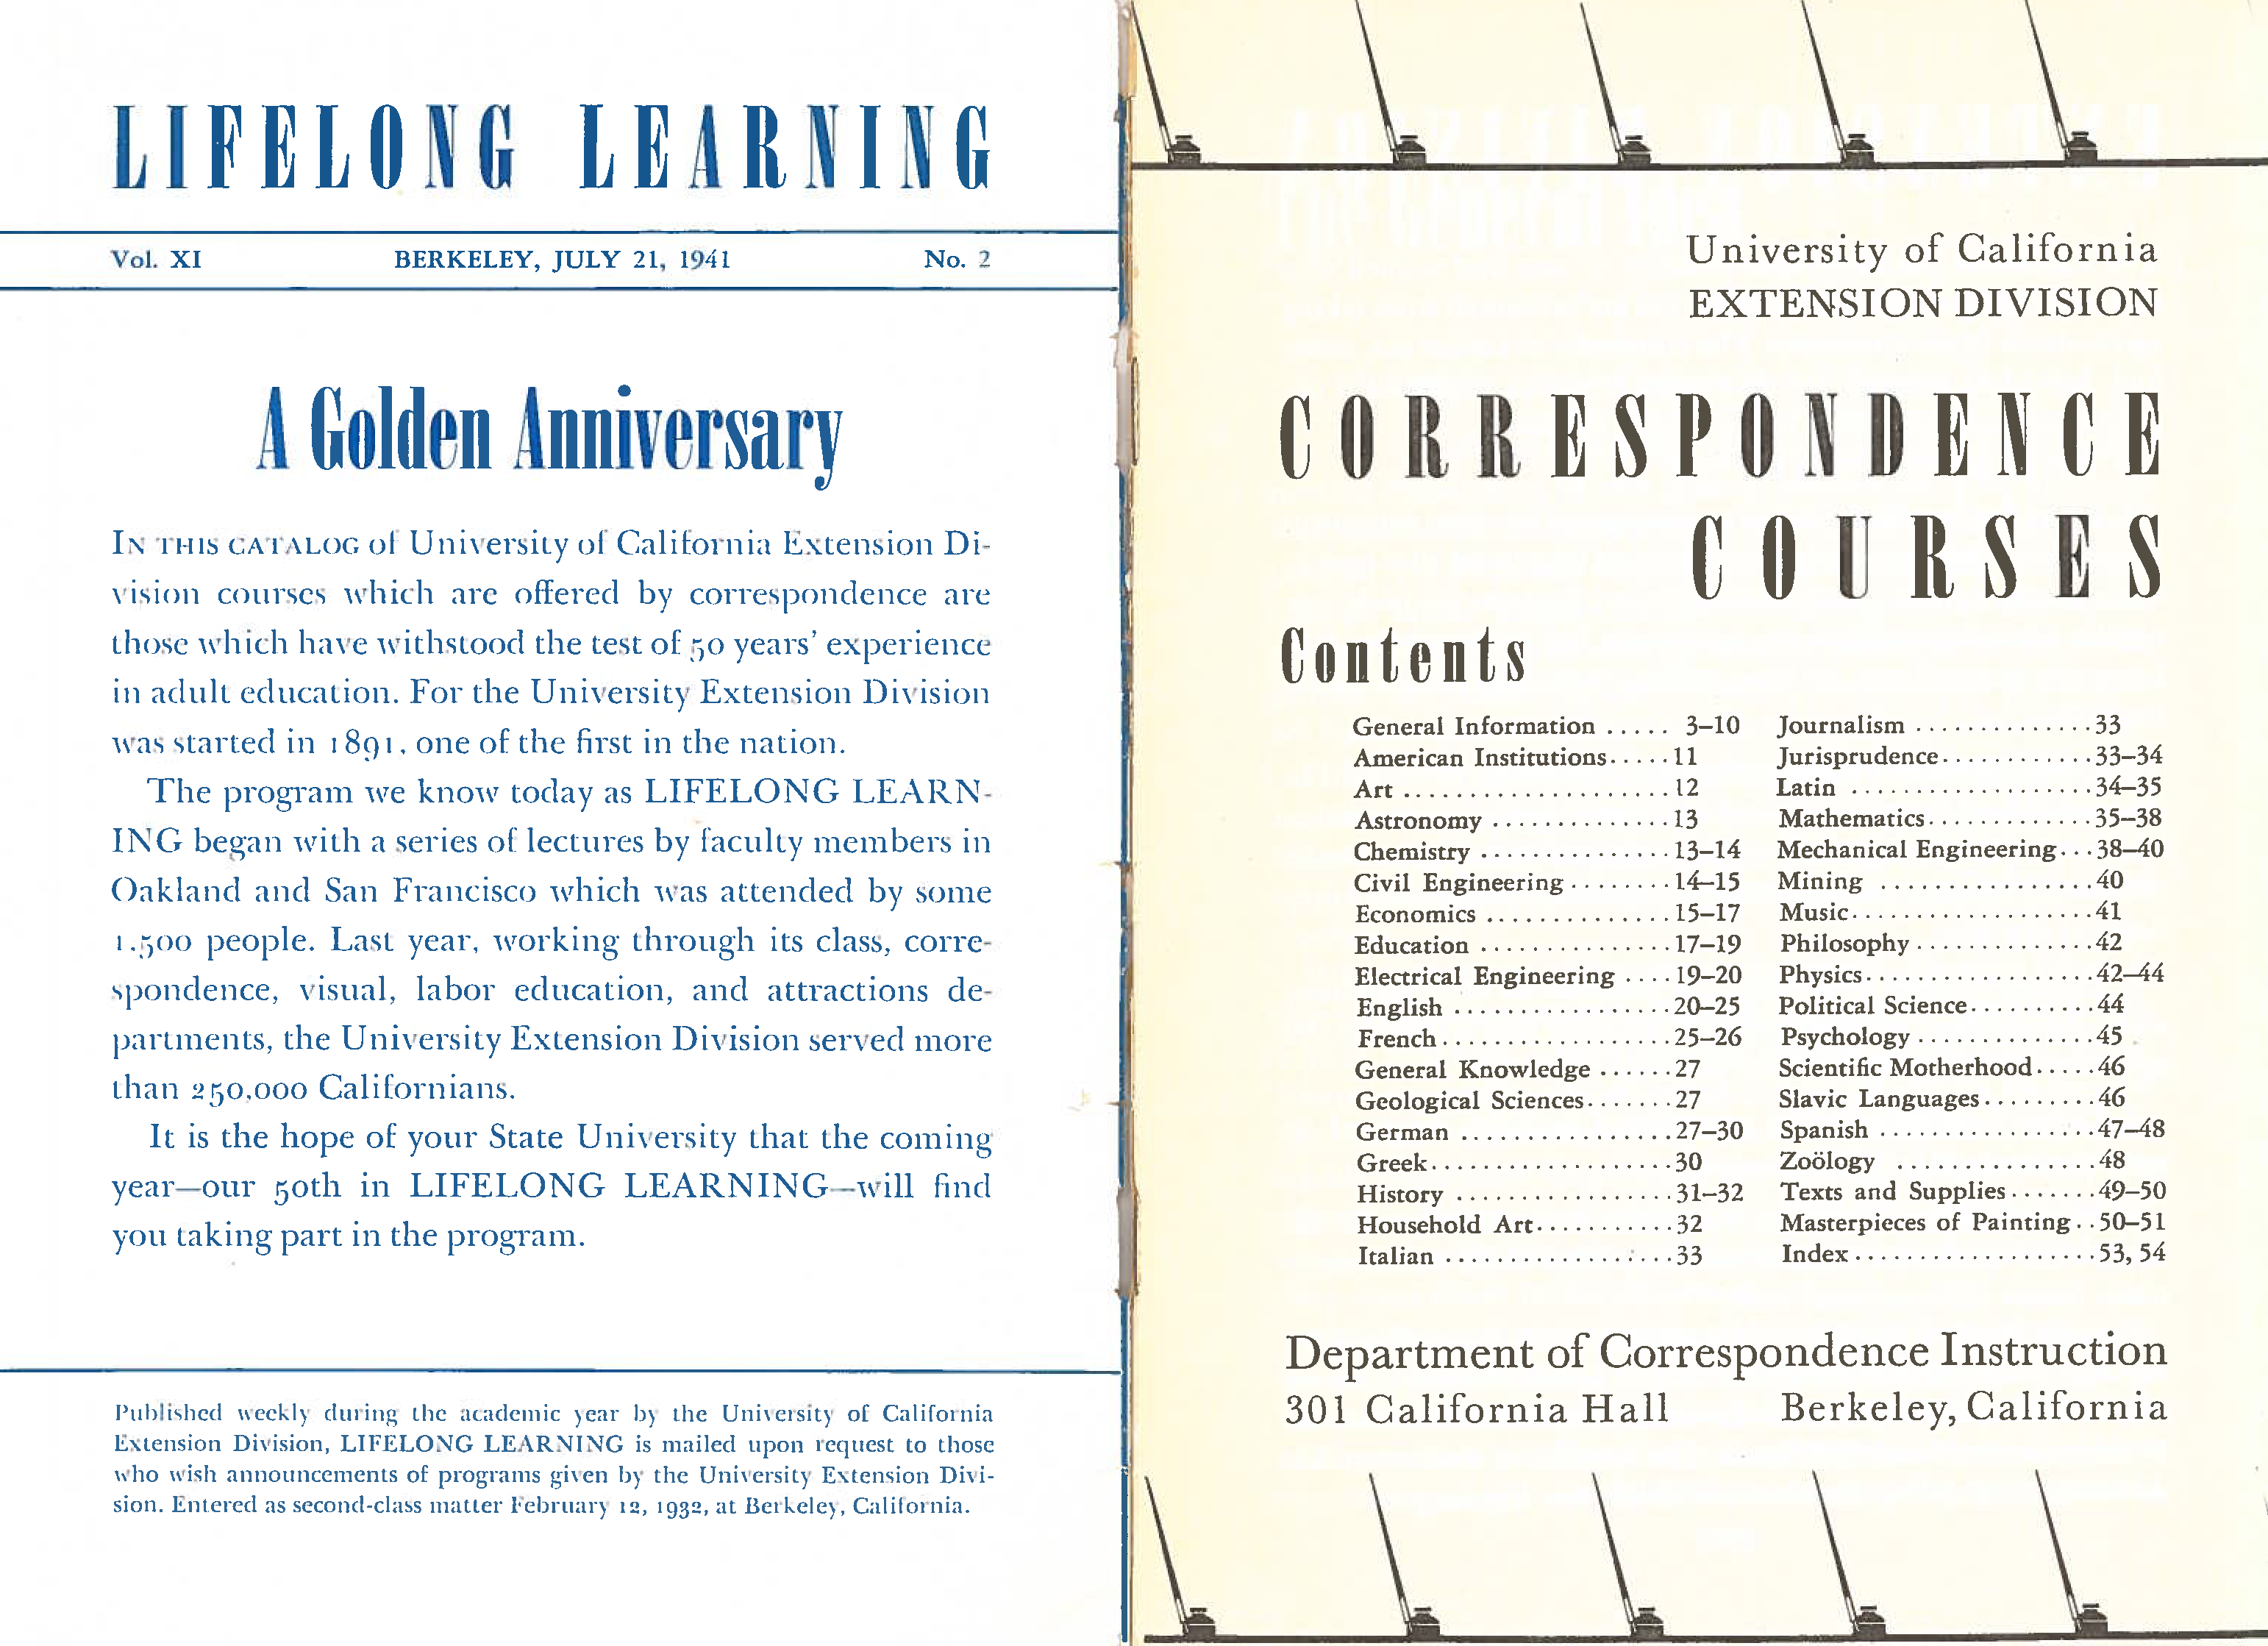 LIFELONG LEARNING
Vol. XI BERKELEY, JULY 21, 1941 No. 2
A Golden Anniversary
IN THIS CATALOG of University of California Extension Di-
vision courses which are offered by correspondence are
those which have withstood the test of 50 years' experience
in adult education. For the University Extension Division
was started in 1891, one of the first in the nation.
The program we know today as LIFELONG LEARN-
ING began with a series of lectures by faculty members in
Oakland and San Francisco which was attended by some
1,500 people. Last year, working through its class, corre-
spondence, visual, labor education, and attractions de-
partments, the University Extension Division served more
than 250,000 Californians.
It is the hope of your State University that the coming
year—our 50th in LIFELONG LEARNING—will find
you taking part in the program.
Published weekly during the academic year by the University of California
Extension Division, LIFELONG LEARNING is mailed upon request to those
who wish announcements of programs given by the University Extension Divi-
sion. Entered as second-class matter February 12, 1932, at Berkeley, California.
University of California
EXTENSION DIVISION
CORRESPONDENCE
COURSES
Contents
General Information ..... 3–10
American Institutions.....11
Art .....................12
Astronomy ..............13
Chemistry ...............13–14
Civil Engineering........14–15
Economics ..............15–17
Education ...............17–19
Electrical Engineering ....19–20
English .................20–25
French..................25–26
General Knowledge ......27
Geological Sciences.......27
German .................27–30
Greek...................30
History .................31–32
Household Art...........32
Italian ..................33
Journalism ..............33
Jurisprudence............33–34
Latin ...................34–35
Mathematics.............35–38
Mechanical Engineering...38–40
Mining .................40
Music...................41
Philosophy ..............42
Physics..................42–44
Political Science..........44
Psychology ..............45
Scientific Motherhood.....46
Slavic Languages.........46
Spanish .................47–48
Zoölogy ................48
Texts and Supplies.......49–50
Masterpieces of Painting..50–51
Index...................53, 54
Department of Correspondence Instruction
301 California Hall Berkeley, California